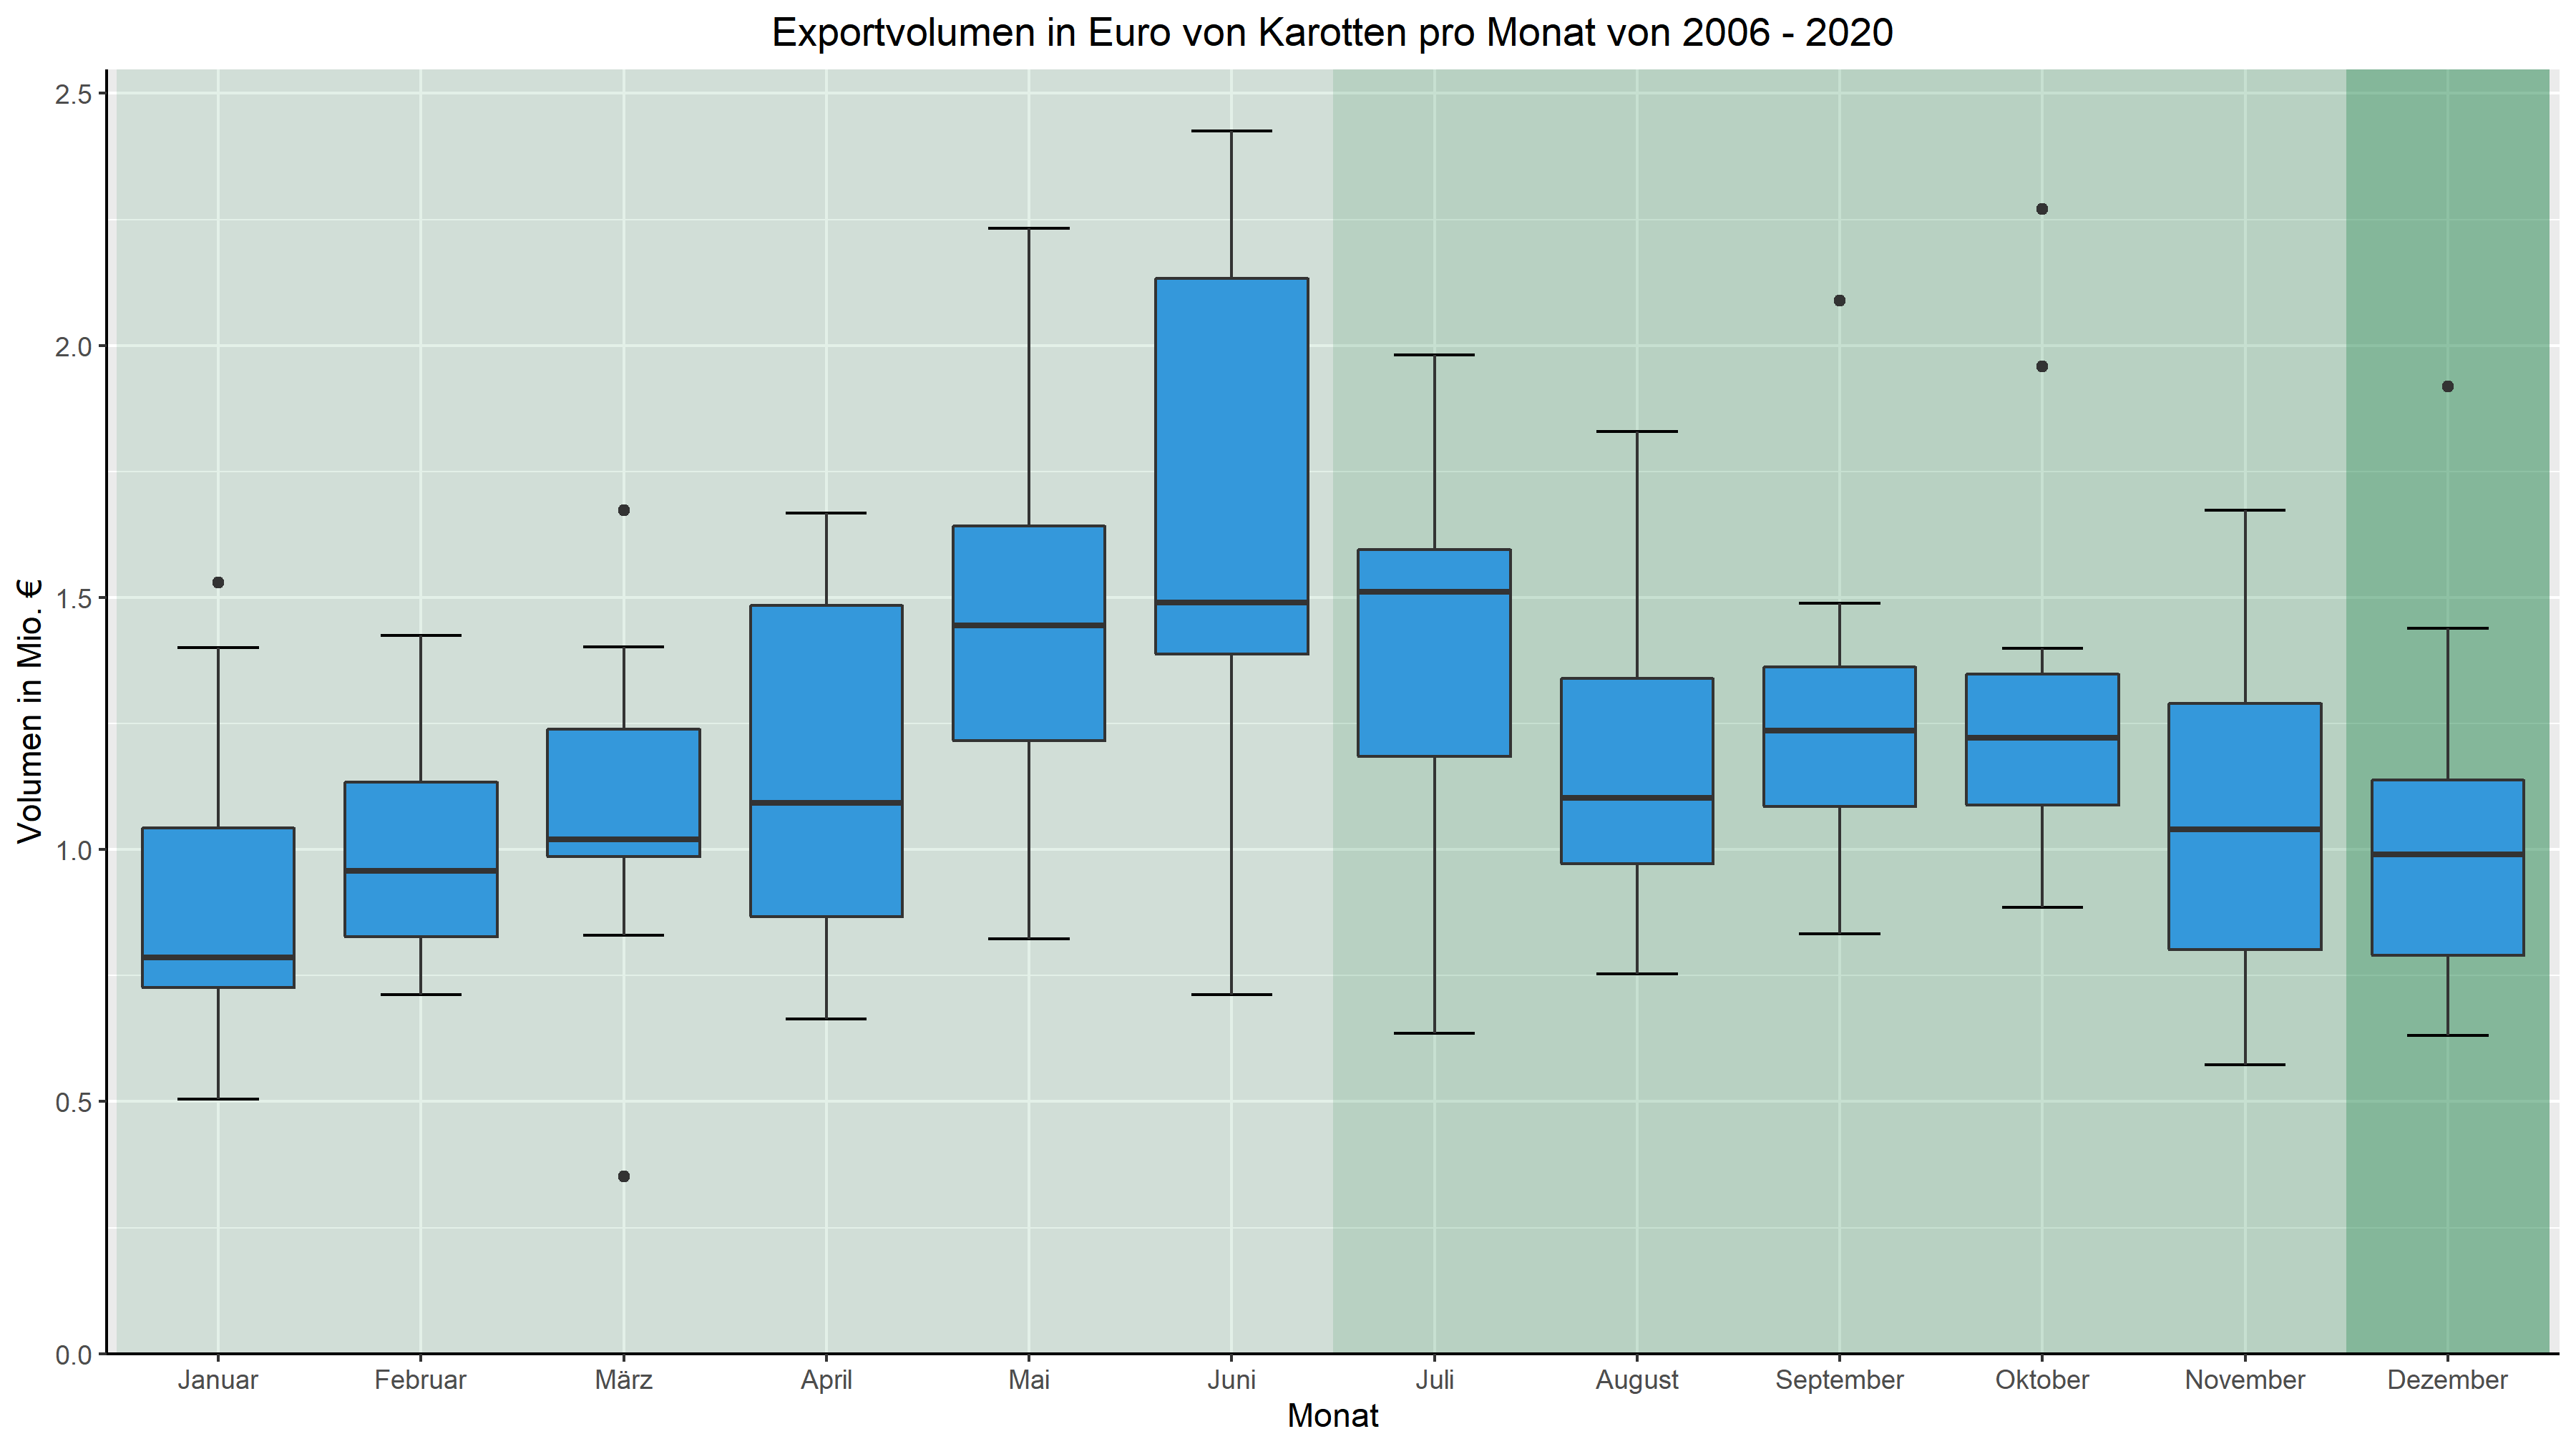 Exportvolumen in Euro von Karotten pro Monat von 2006 - 2020
Volumen in Mio. €
2.5
2.0
1.5
1.0
0.5
0.0
Januar Februar März April Mai Juni Juli August September Oktober November Dezember
Monat